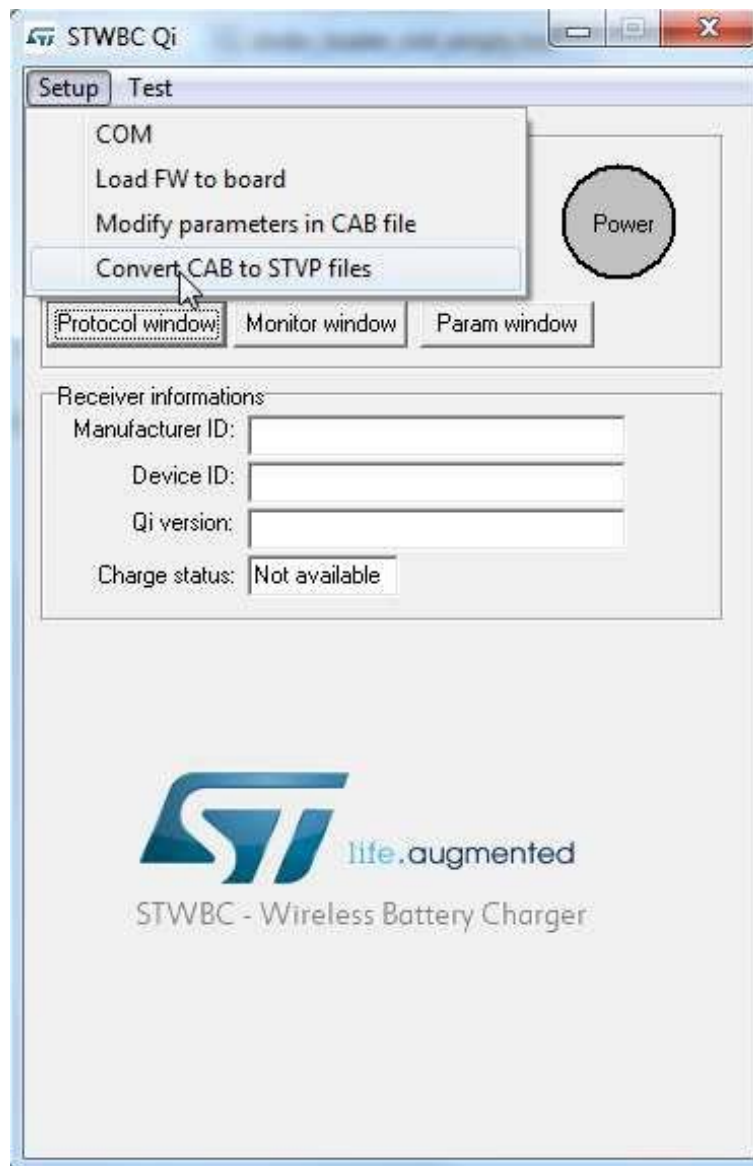 STWBC Qi
Setup Test
COM
Load FW to board
Modify parameters in CAB file
Convert CAB to STVP files
Power
Protocol window Monitor window Param window
Receiver informations
Manufacturer ID:
Device ID:
Qi version:
Charge status: Not available
ST life.augmented
STWBC - Wireless Battery Charger